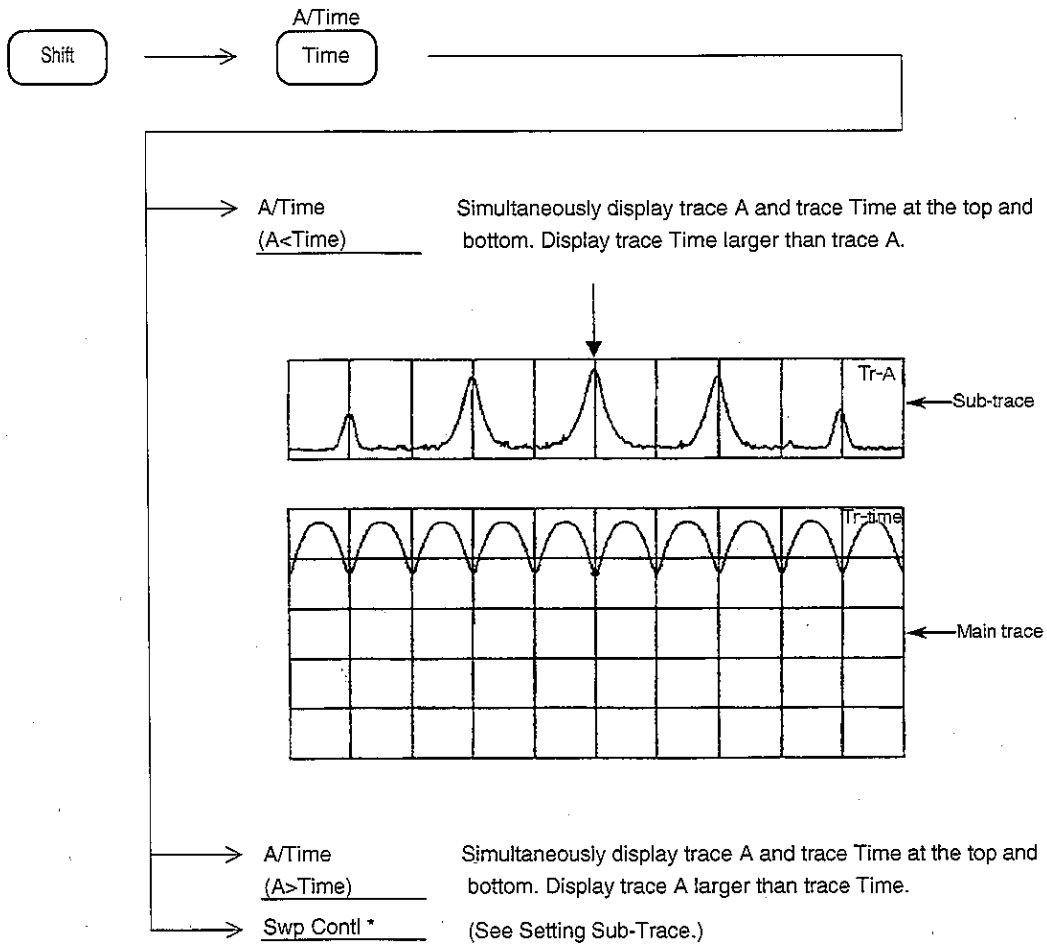 A/Time
Shift
Time
A/Time
(A<Time)
Simultaneously display trace A and trace Time at the top and
bottom. Display trace Time larger than trace A.
Tr-A
Sub-trace
Tr-time
Main trace
A/Time
(A>Time)
Simultaneously display trace A and trace Time at the top and
bottom. Display trace A larger than trace Time.
Swp Contl *
(See Setting Sub-Trace.)